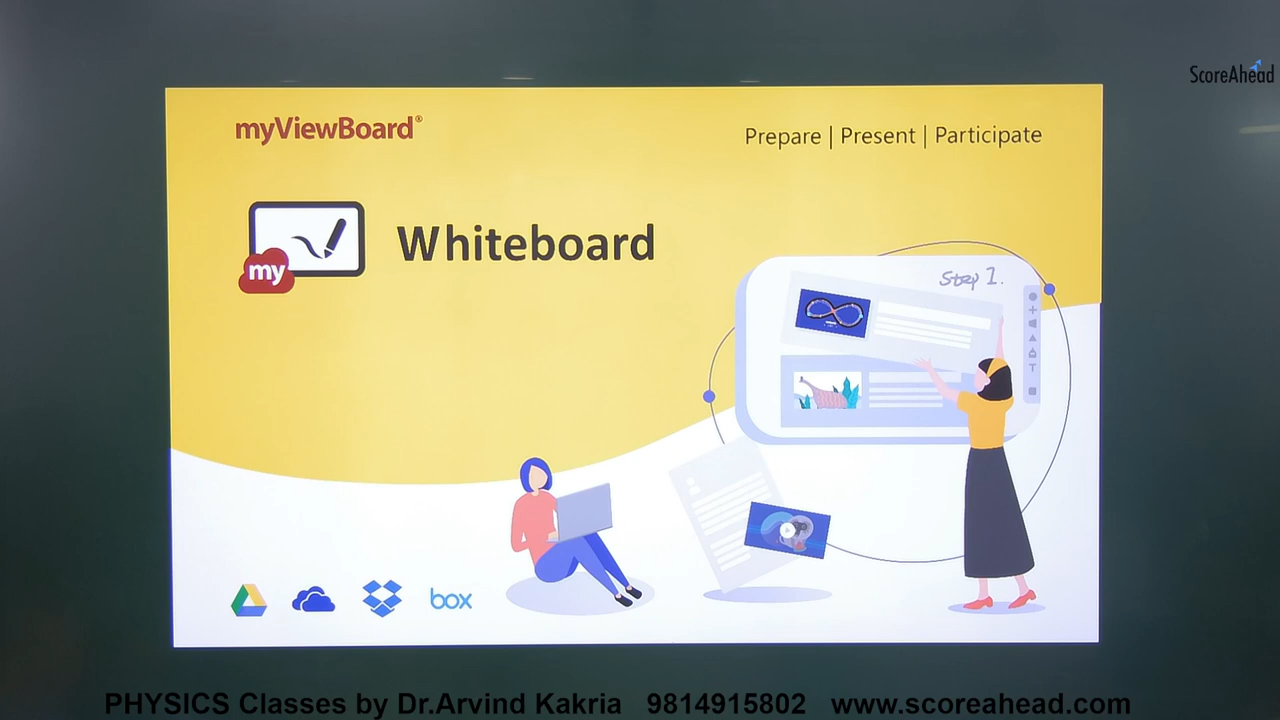 ScoreAhead
myViewBoard®
Prepare | Present | Participate
my
Whiteboard
Step 1.
T
box
PHYSICS Classes by Dr.Arvind Kakria 9814915802 www.scoreahead.com